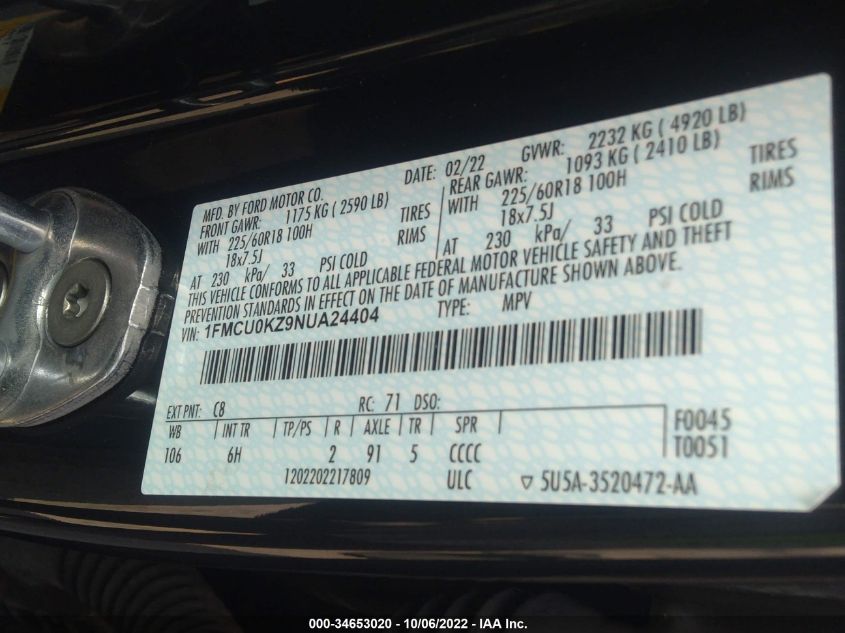 MFD. BY FORD MOTOR CO.
DATE: 02/22 GVWR: 2232 KG ( 4920 LB)
FRONT GAWR: 1175 KG ( 2590 LB)
REAR GAWR: 1093 KG ( 2410 LB)
WITH 225/60R18 100H TIRES
WITH 225/60R18 100H TIRES
18x7.5J RIMS
18x7.5J RIMS
AT 230 kPa/ 33 PSI COLD
AT 230 kPa/ 33 PSI COLD
THIS VEHICLE CONFORMS TO ALL APPLICABLE FEDERAL MOTOR VEHICLE SAFETY AND THEFT
PREVENTION STANDARDS IN EFFECT ON THE DATE OF MANUFACTURE SHOWN ABOVE.
VIN: 1FMCU0KZ9NUA24404
TYPE: MPV
EXT PNT: C8 RC: 71 DSO:
WB INT TR TP/PS R AXLE TR SPR F0045
106 6H 2 91 5 CCCC T0051
1202202217809 ULC ▽ 5U5A-3520472-AA
000-34653020 - 10/06/2022 - IAA Inc.